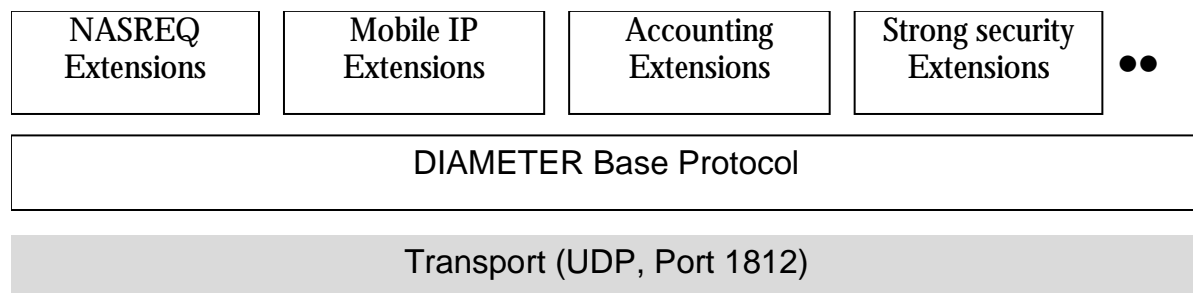 NASREQ
Extensions
Mobile IP
Extensions
Accounting
Extensions
Strong security
Extensions
DIAMETER Base Protocol
Transport (UDP, Port 1812)